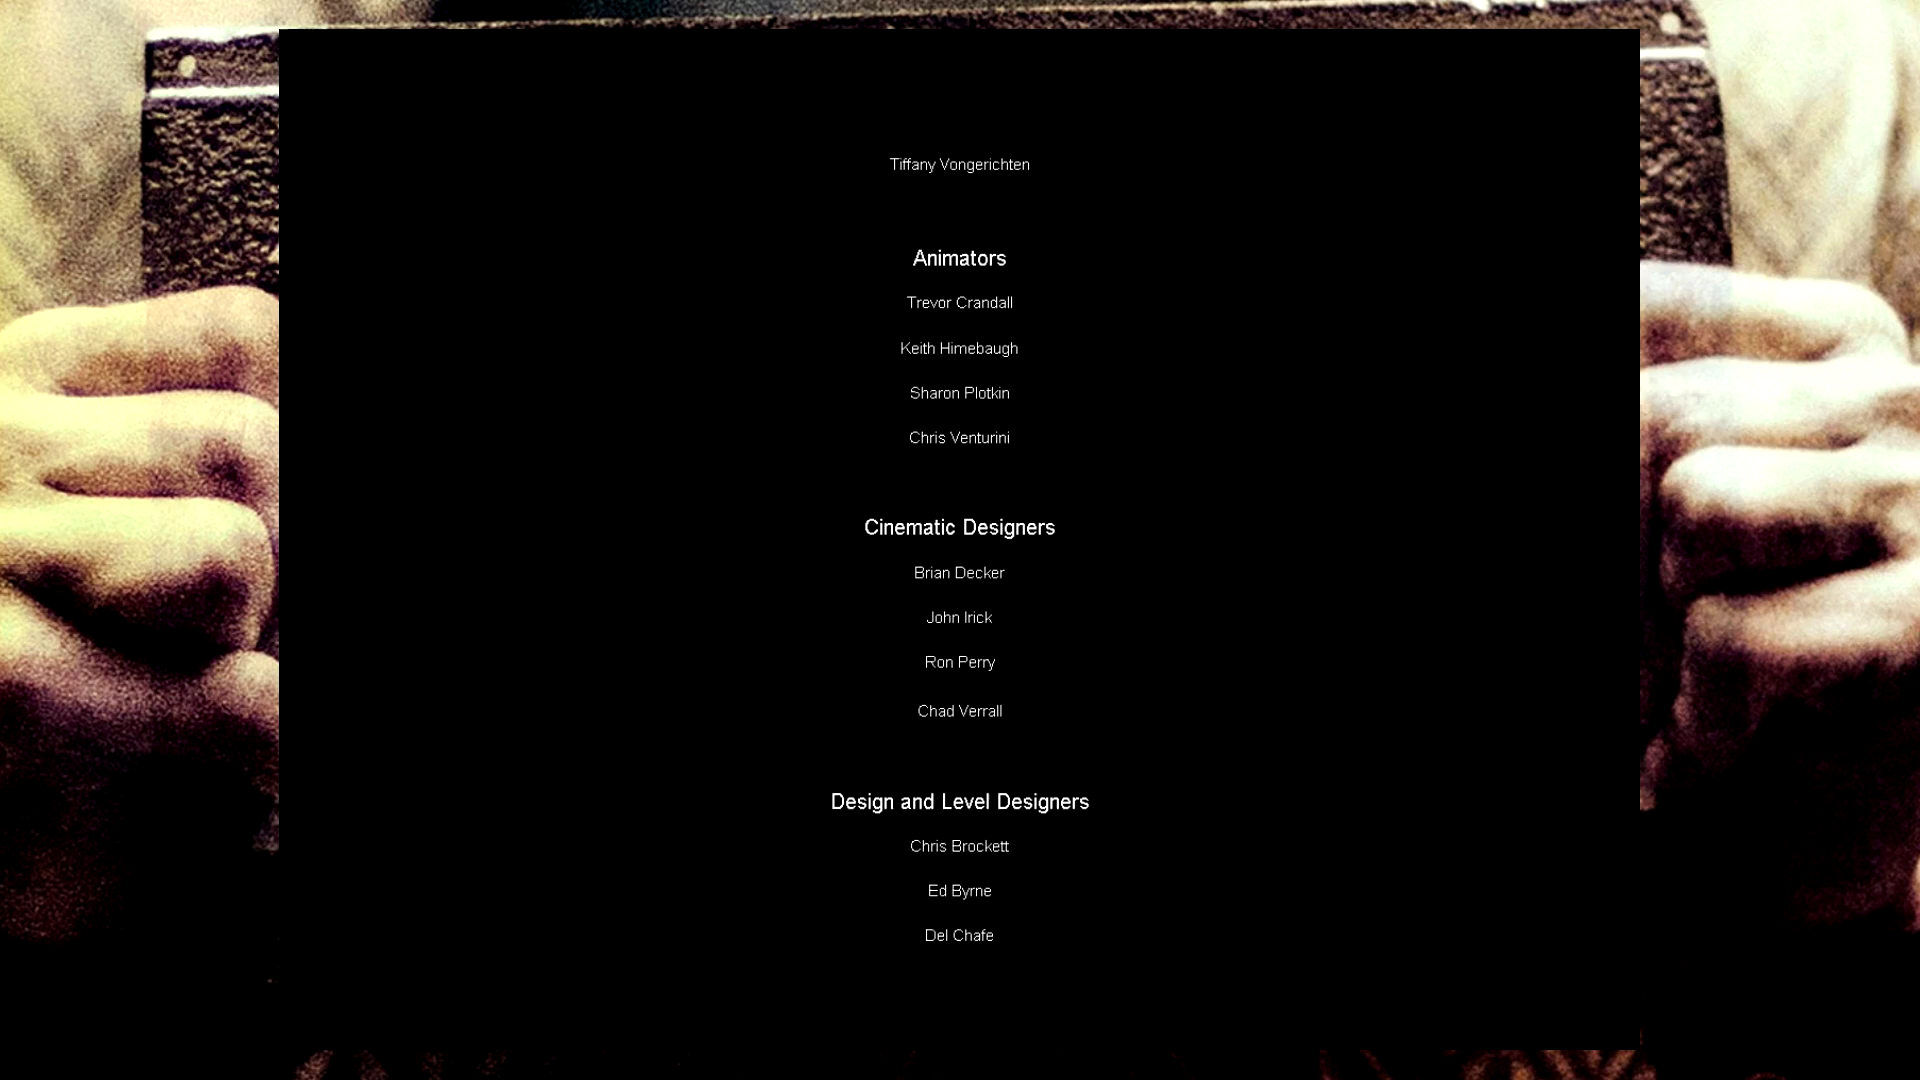 Tiffany Vongerichten
Animators
Trevor Crandall
Keith Himebaugh
Sharon Plotkin
Chris Venturini
Cinematic Designers
Brian Decker
John Irick
Ron Perry
Chad Verrall
Design and Level Designers
Chris Brockett
Ed Byrne
Del Chafe